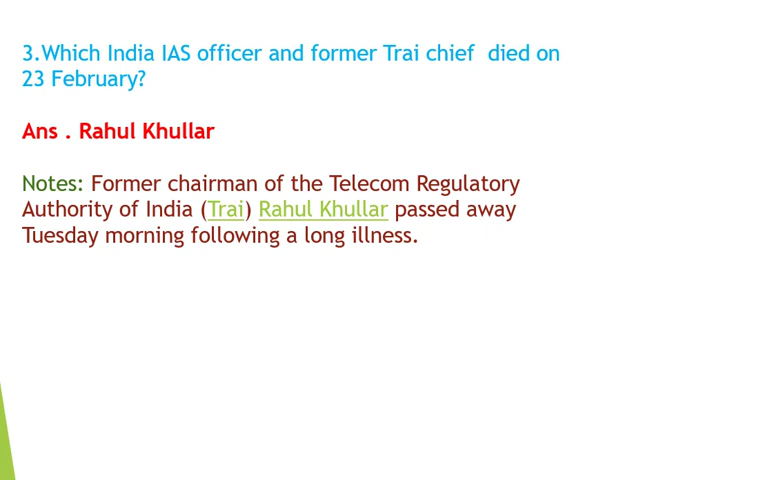 3.Which India IAS officer and former Trai chief  died on
23 February?
Ans . Rahul Khullar
Notes: Former chairman of the Telecom Regulatory
Authority of India (Trai) Rahul Khullar passed away
Tuesday morning following a long illness.